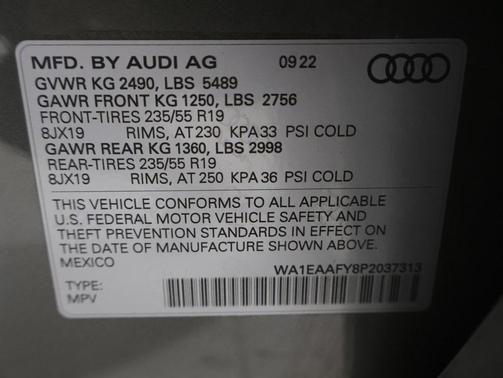 MFD. BY AUDI AG 09 22
GVWR KG 2490, LBS 5489
GAWR FRONT KG 1250, LBS 2756
FRONT-TIRES 235/55 R19
8JX19 RIMS, AT 230 KPA 33 PSI COLD
GAWR REAR KG 1360, LBS 2998
REAR-TIRES 235/55 R19
8JX19 RIMS, AT 250 KPA 36 PSI COLD
THIS VEHICLE CONFORMS TO ALL APPLICABLE
U.S. FEDERAL MOTOR VEHICLE SAFETY AND
THEFT PREVENTION STANDARDS IN EFFECT ON
THE DATE OF MANUFACTURE SHOWN ABOVE.
MEXICO WA1EAAFY8P2037313
TYPE:
MPV